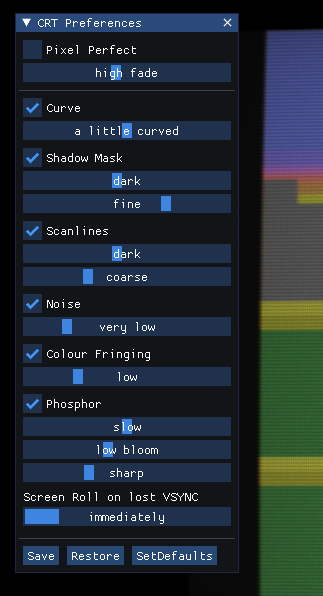 CRT Preferences
Pixel Perfect
high fade
Curve
a little curved
Shadow Mask
dark
fine
Scanlines
dark
coarse
Noise
very low
Colour Fringing
low
Phosphor
slow
low bloom
sharp
Screen Roll on lost VSYNC
immediately
Save Restore SetDefaults